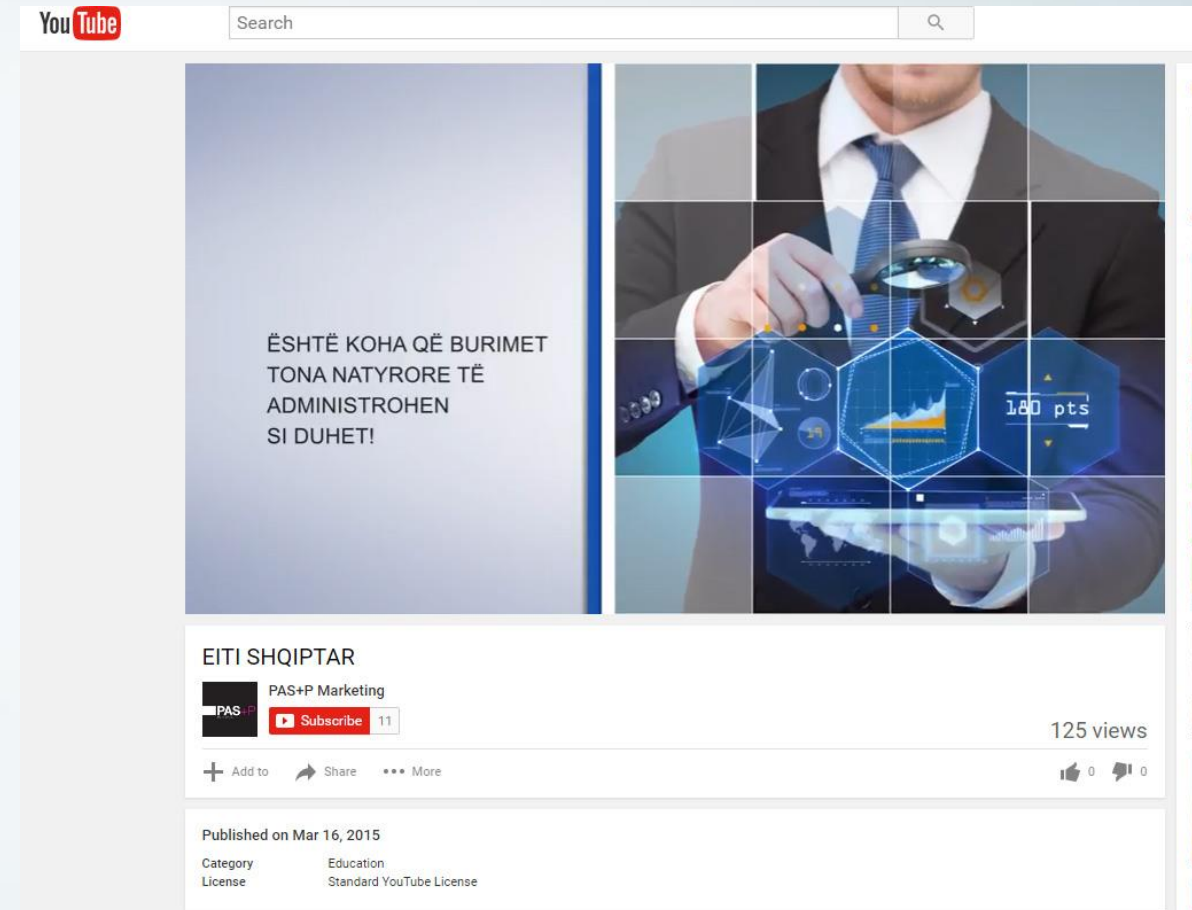 You Tube
Search
ËSHTË KOHA QË BURIMET
TONA NATYRORE TË
ADMINISTROHEN
SI DUHET!
19
180 pts
EITI SHQIPTAR
PAS+P
PAS+P Marketing
Subscribe 11
125 views
Add to Share More 0 0
Published on Mar 16, 2015
Category Education
License Standard YouTube License